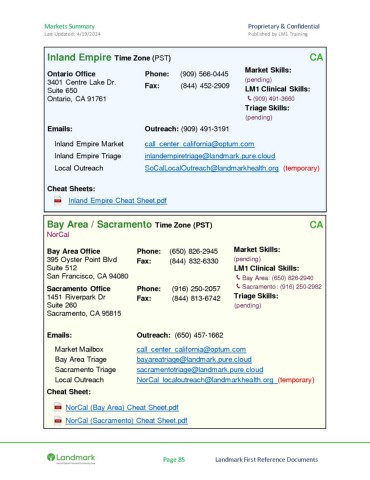 Markets Summary Proprietary & Confidential
Last Updated: 4/19/2024 Published by LM1 Training
Inland Empire Time Zone (PST) CA
Ontario Office Phone: (909) 566-0445 Market Skills:
3401 Centre Lake Dr. Fax: (844) 452-2909 (pending)
Suite 650 LM1 Clinical Skills:
Ontario, CA 91761 (909) 491-3660
Triage Skills:
(pending)
Emails: Outreach: (909) 491-3191
Inland Empire Market call_center_california@optum.com
Inland Empire Triage inlandempiretriage@landmark.pure.cloud
Local Outreach SoCalLocalOutreach@landmarkhealth.org (temporary)
Cheat Sheets:
Inland Empire Cheat Sheet.pdf
Bay Area / Sacramento Time Zone (PST) CA
NorCal
Bay Area Office Phone: (650) 826-2945 Market Skills:
395 Oyster Point Blvd Fax: (844) 832-6330 (pending)
Suite 512 LM1 Clinical Skills:
San Francisco, CA 94080 Bay Area: (650) 826-2940
Sacramento Office Phone: (916) 250-2057 Sacramento: (916) 250-2982
1451 Riverpark Dr Fax: (844) 813-6742 Triage Skills:
Suite 260 (pending)
Sacramento, CA 95815
Emails: Outreach: (650) 457-1662
Market Mailbox call_center_california@optum.com
Bay Area Triage bayareatriage@landmark.pure.cloud
Sacramento Triage sacramentotriage@landmark.pure.cloud
Local Outreach NorCal_localoutreach@landmarkhealth.org (temporary)
Cheat Sheet:
NorCal (Bay Area) Cheat Sheet.pdf
NorCal (Sacramento) Cheat Sheet.pdf
Landmark Page 85 Landmark First Reference Documents